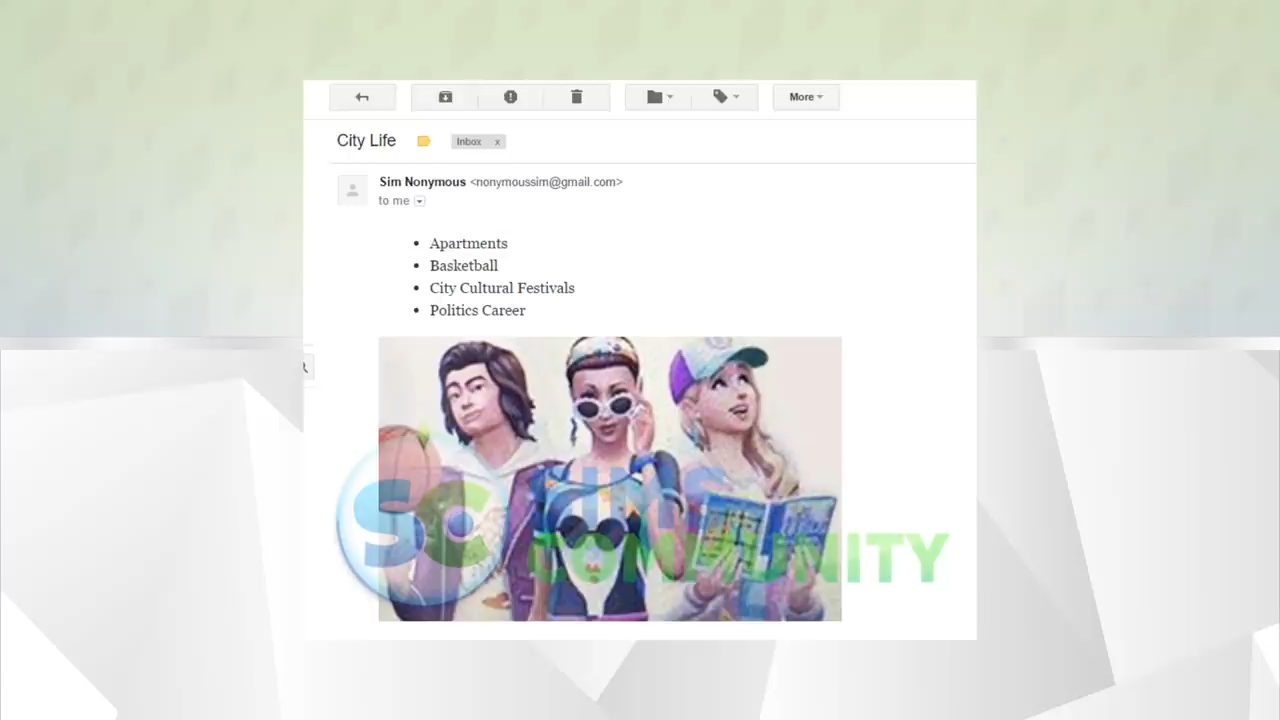 More
City Life
Inbox x
Sim Nonymous <nonymoussim@gmail.com>
to me
Apartments
Basketball
City Cultural Festivals
Politics Career
SC SIMS
COMMUNITY